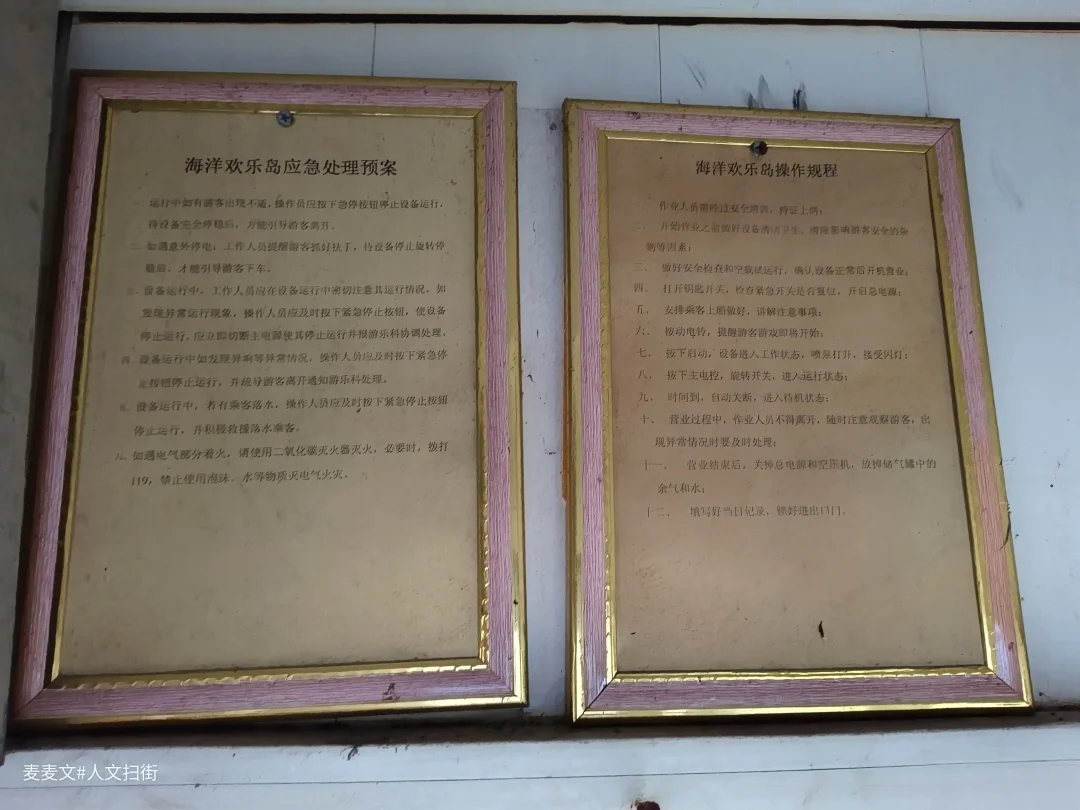 海洋欢乐岛应急处理预案
一、运行中如有游客出现不适，操作员应按下急停按钮停止设备运行，
待设备完全停稳后，方能引导游客离开。
二、如遇意外停电，工作人员提醒游客抓好扶手，待设备停止旋转停
稳后，才能引导游客下车。
三、设备运行中，工作人员应在设备运行中密切注意其运行情况，如
发现异常运行现象，操作人员应及时按下紧急停止按钮，使设备
停止运行，应立即切断主电源使其停止运行并报游乐科协调处理。
四、设备运行中如发现异响等异常情况，操作人员应及时按下紧急停
止按钮停止运行，并疏导游客离开通知游乐科处理。
五、设备运行中，若有乘客落水，操作人员应及时按下紧急停止按钮
停止运行，并积极救援落水乘客。
六、如遇电气部分着火，请使用二氧化碳灭火器灭火，必要时，拨打
119，禁止使用泡沫、水等物质灭电气火灾。
海洋欢乐岛操作规程
作业人员需经过安全培训，持证上岗；
二、开始营业之前做好设备清洁卫生，清除影响游客安全的杂
物等因素；
三、做好安全检查和空载试运行，确认设备正常后开机营业；
四、打开钥匙开关，检查紧急开关是否复位，开启总电源；
五、安排乘客上船做好，讲解注意事项；
六、按动电铃，提醒游客游戏即将开始；
七、按下启动，设备进入工作状态，喷泉打开，接受闪灯；
八、按下主电控，旋转开关，进入运行状态；
九、时间到，自动关断，进入待机状态；
十、营业过程中，作业人员不得离开，随时注意观察游客，出
现异常情况时要及时处理；
十一、营业结束后，关掉总电源和空压机，放掉储气罐中的
余气和水；
十二、填写好当日记录，锁好进出口门。
麦麦文#人文扫街